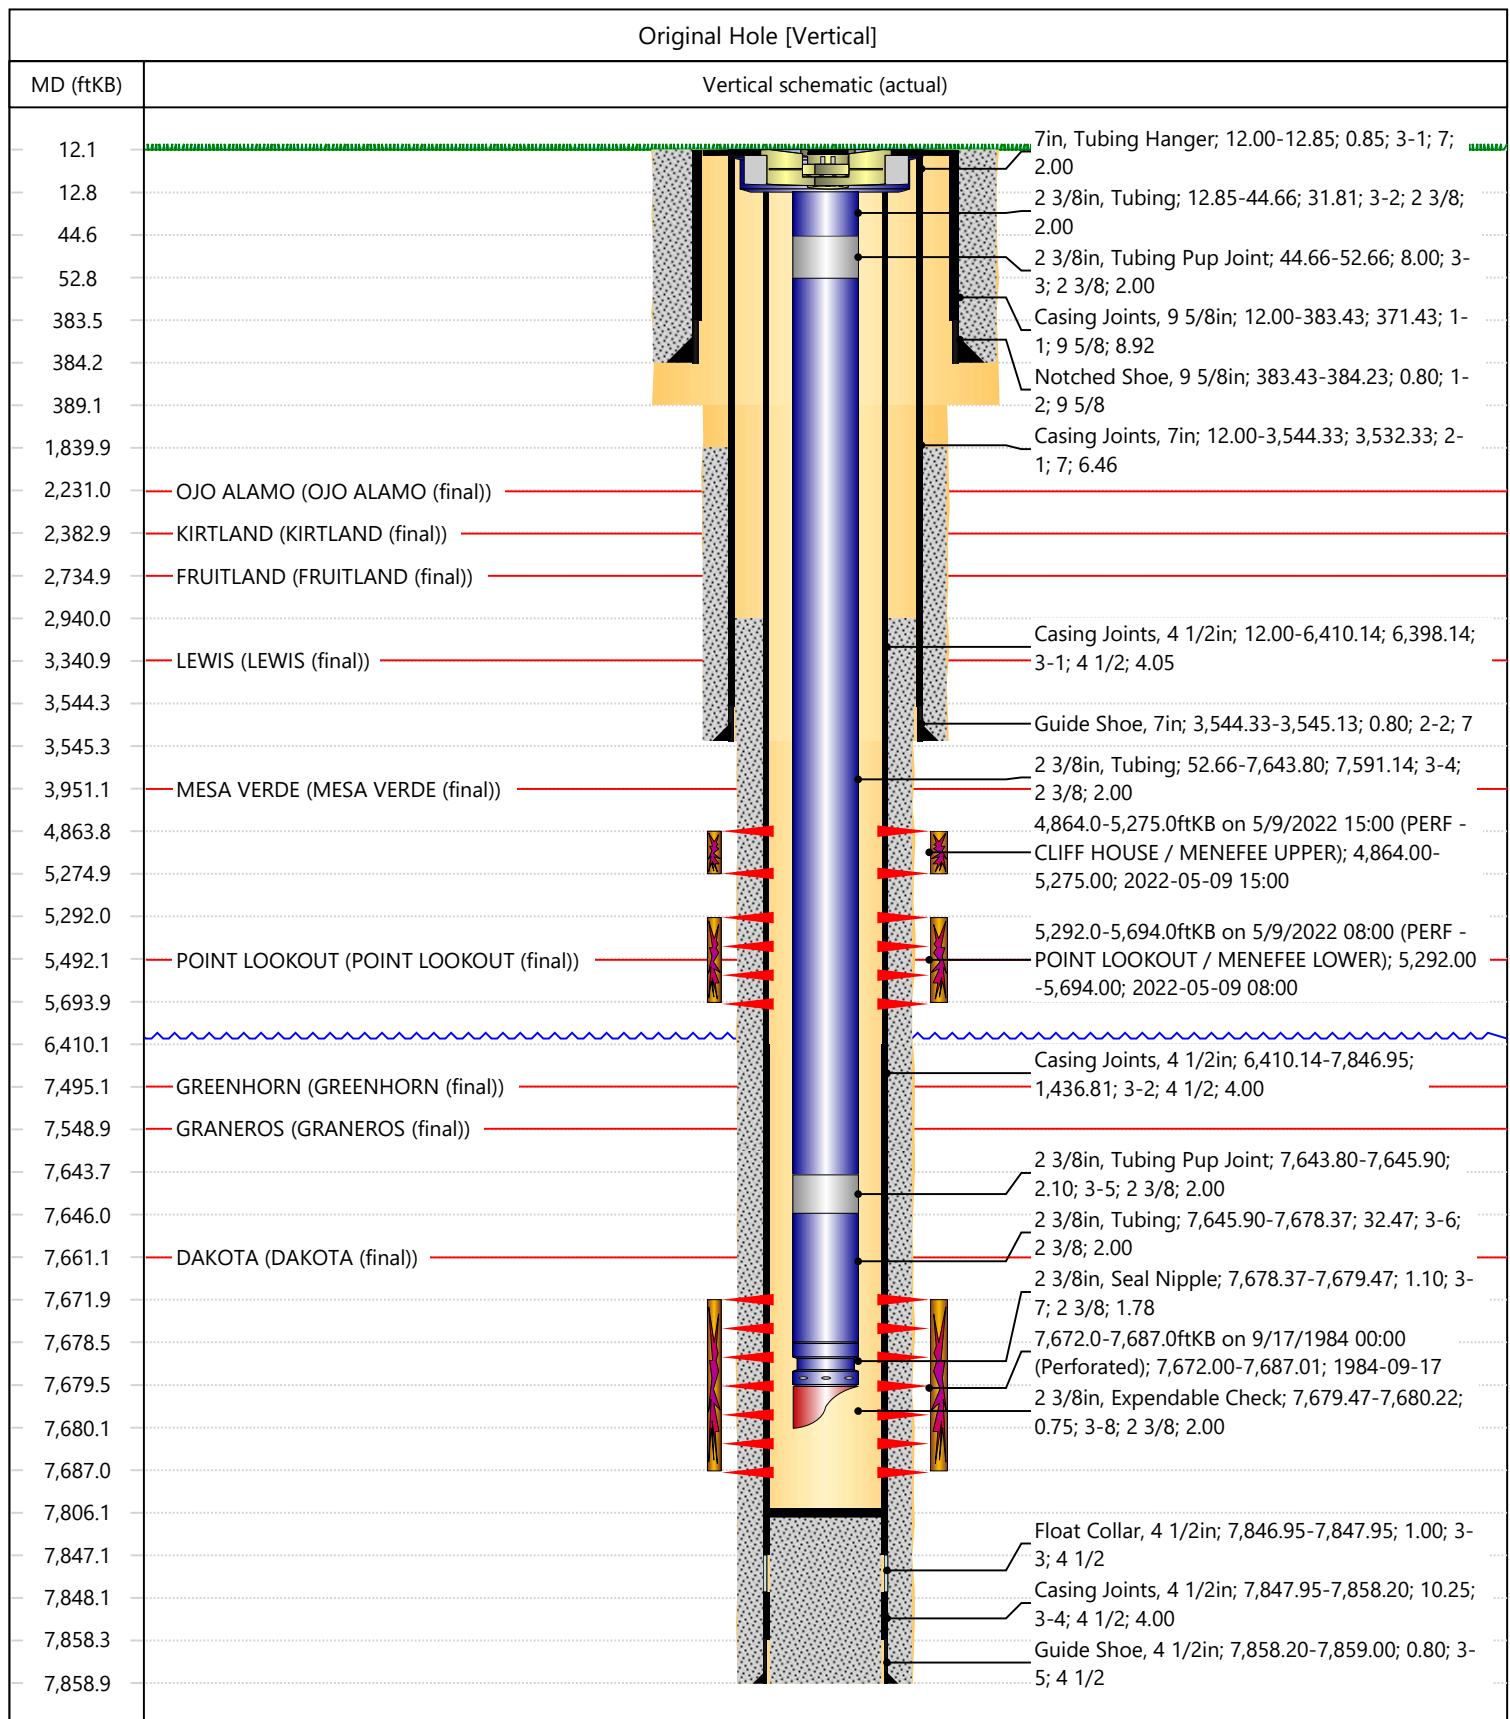 Original Hole [Vertical]
MD (ftKB)
Vertical schematic (actual)
12.1
12.8
44.6
52.8
383.5
384.2
389.1
1,839.9
2,231.0
2,382.9
2,734.9
2,940.0
3,340.9
3,544.3
3,545.3
3,951.1
4,863.8
5,274.9
5,292.0
5,492.1
5,693.9
6,410.1
7,495.1
7,548.9
7,643.7
7,646.0
7,661.1
7,671.9
7,678.5
7,679.5
7,680.1
7,687.0
7,806.1
7,847.1
7,848.1
7,858.3
7,858.9
OJO ALAMO (OJO ALAMO (final))
KIRTLAND (KIRTLAND (final))
FRUITLAND (FRUITLAND (final))
LEWIS (LEWIS (final))
MESA VERDE (MESA VERDE (final))
POINT LOOKOUT (POINT LOOKOUT (final))
GREENHORN (GREENHORN (final))
GRANEROS (GRANEROS (final))
DAKOTA (DAKOTA (final))
7in, Tubing Hanger; 12.00-12.85; 0.85; 3-1; 7;
2.00
2 3/8in, Tubing; 12.85-44.66; 31.81; 3-2; 2 3/8;
2.00
2 3/8in, Tubing Pup Joint; 44.66-52.66; 8.00; 3-
3; 2 3/8; 2.00
Casing Joints, 9 5/8in; 12.00-383.43; 371.43; 1-
1; 9 5/8; 8.92
Notched Shoe, 9 5/8in; 383.43-384.23; 0.80; 1-
2; 9 5/8
Casing Joints, 7in; 12.00-3,544.33; 3,532.33; 2-
1; 7; 6.46
Casing Joints, 4 1/2in; 12.00-6,410.14; 6,398.14;
3-1; 4 1/2; 4.05
Guide Shoe, 7in; 3,544.33-3,545.13; 0.80; 2-2; 7
2 3/8in, Tubing; 52.66-7,643.80; 7,591.14; 3-4;
2 3/8; 2.00
4,864.0-5,275.0ftKB on 5/9/2022 15:00 (PERF -
CLIFF HOUSE / MENEFEE UPPER); 4,864.00-
5,275.00; 2022-05-09 15:00
5,292.0-5,694.0ftKB on 5/9/2022 08:00 (PERF -
POINT LOOKOUT / MENEFEE LOWER); 5,292.00
-5,694.00; 2022-05-09 08:00
Casing Joints, 4 1/2in; 6,410.14-7,846.95;
1,436.81; 3-2; 4 1/2; 4.00
2 3/8in, Tubing Pup Joint; 7,643.80-7,645.90;
2.10; 3-5; 2 3/8; 2.00
2 3/8in, Tubing; 7,645.90-7,678.37; 32.47; 3-6;
2 3/8; 2.00
2 3/8in, Seal Nipple; 7,678.37-7,679.47; 1.10; 3-
7; 2 3/8; 1.78
7,672.0-7,687.0ftKB on 9/17/1984 00:00
(Perforated); 7,672.00-7,687.01; 1984-09-17
2 3/8in, Expendable Check; 7,679.47-7,680.22;
0.75; 3-8; 2 3/8; 2.00
Float Collar, 4 1/2in; 7,846.95-7,847.95; 1.00; 3-
3; 4 1/2
Casing Joints, 4 1/2in; 7,847.95-7,858.20; 10.25;
3-4; 4 1/2; 4.00
Guide Shoe, 4 1/2in; 7,858.20-7,859.00; 0.80; 3-
5; 4 1/2